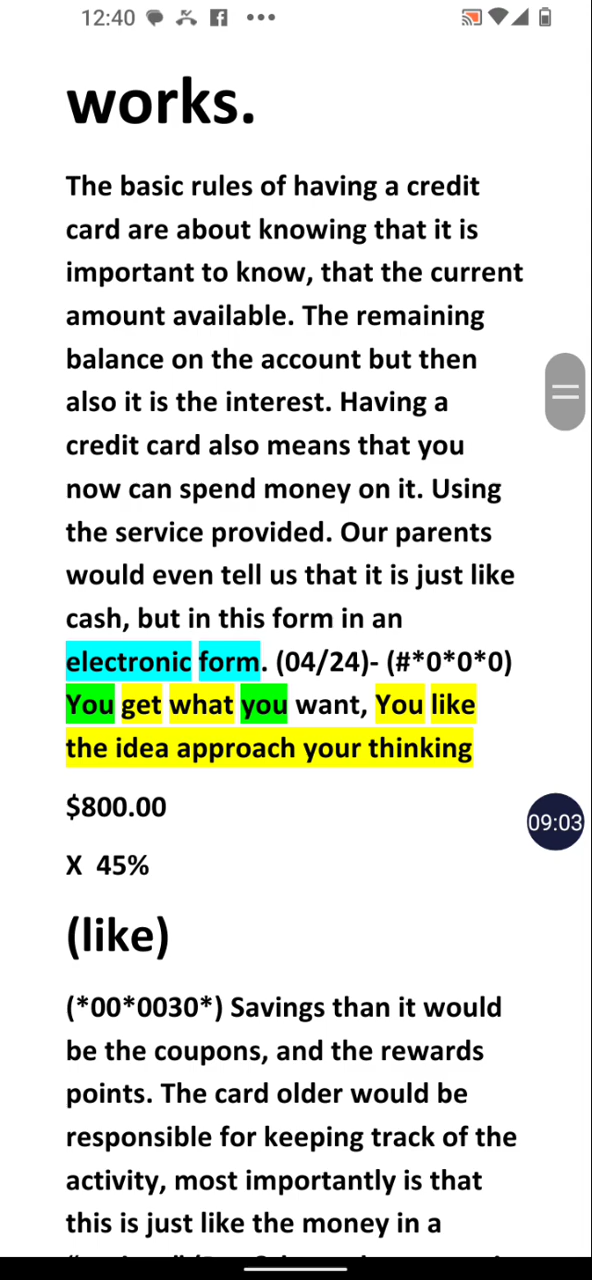 12:40
works.
The basic rules of having a credit
card are about knowing that it is
important to know, that the current
amount available. The remaining
balance on the account but then
also it is the interest. Having a
credit card also means that you
now can spend money on it. Using
the service provided. Our parents
would even tell us that it is just like
cash, but in this form in an
electronic form. (04/24)- (#*0*0*0)
You get what you want, You like
the idea approach your thinking
$800.00
09:03
X 45%
(like)
(*00*0030*) Savings than it would
be the coupons, and the rewards
points. The card older would be
responsible for keeping track of the
activity, most importantly is that
this is just like the money in a